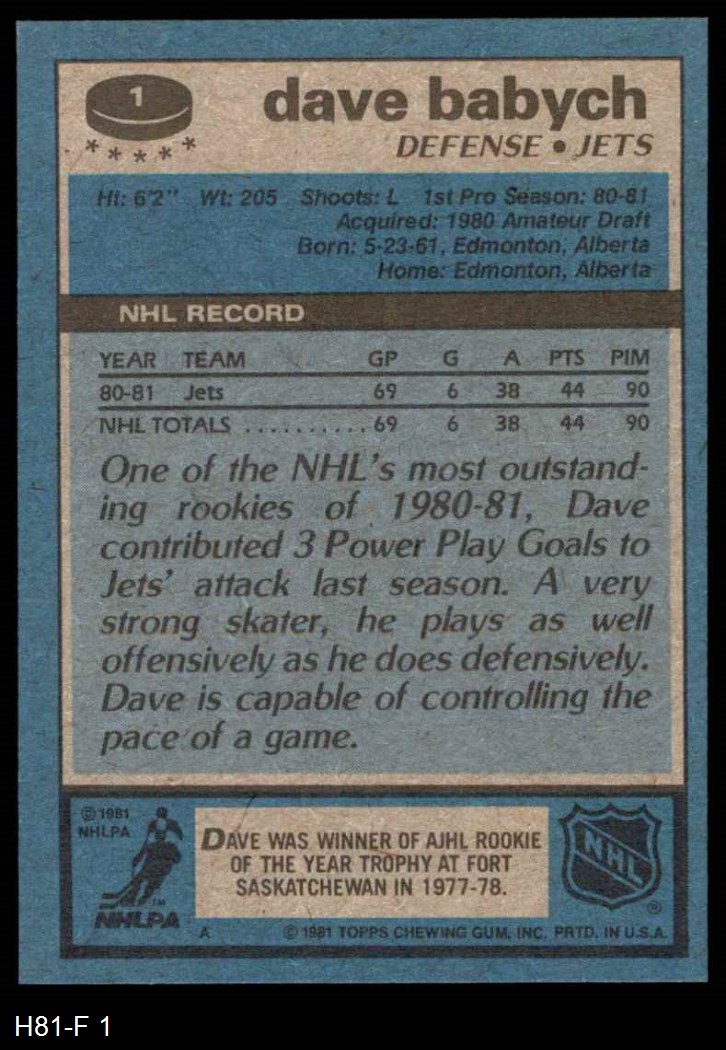 1
dave babych
* * * * *
DEFENSE • JETS
Ht: 6'2" Wt: 205 Shoots: L 1st Pro Season: 80-81
Acquired: 1980 Amateur Draft
Born: 5-23-61, Edmonton, Alberta
Home: Edmonton, Alberta
NHL RECORD
YEAR TEAM GP G A PTS PIM
80-81 Jets 69 6 38 44 90
NHL TOTALS .......... 69 6 38 44 90
One of the NHL's most outstand-
ing rookies of 1980-81, Dave
contributed 3 Power Play Goals to
Jets' attack last season. A very
strong skater, he plays as well
offensively as he does defensively.
Dave is capable of controlling the
pace of a game.
© 1981
NHLPA
NHLPA
TM
DAVE WAS WINNER OF AJHL ROOKIE
OF THE YEAR TROPHY AT FORT
SASKATCHEWAN IN 1977-78.
NHL
®
A © 1981 TOPPS CHEWING GUM, INC. PRTD. IN U.S.A.
H81-F 1